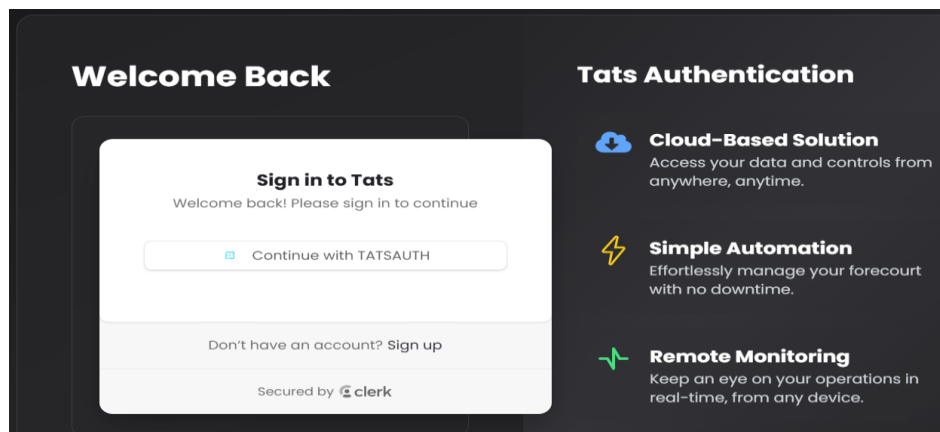 Welcome Back
Sign in to Tats
Welcome back! Please sign in to continue
Continue with TATSAUTH
Don't have an account? Sign up
Secured by clerk
Tats Authentication
Cloud-Based Solution
Access your data and controls from
anywhere, anytime.
Simple Automation
Effortlessly manage your forecourt
with no downtime.
Remote Monitoring
Keep an eye on your operations in
real-time, from any device.